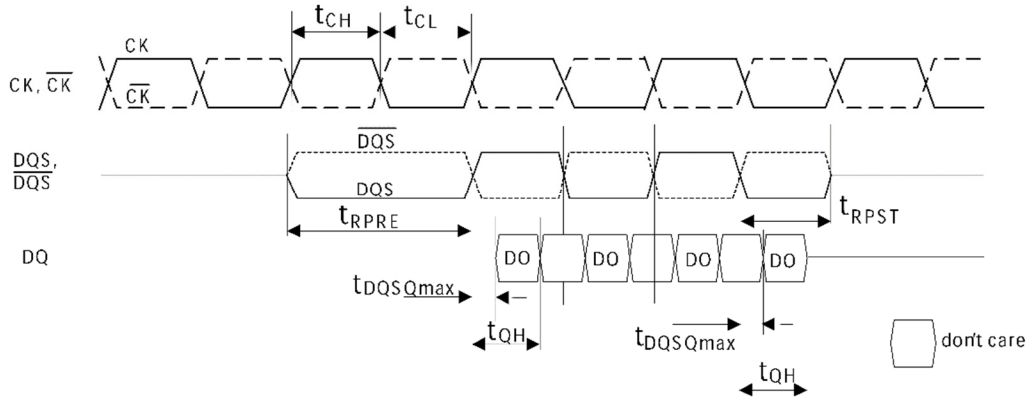 tCH
tCL
CK
CK, CK
CK
DQS
DQS,
DQS
DQS
tRPRE
tRPST
DQ
DO
DO
DO
DO
tDQSQmax
tQH
tDQSQmax
don't care
tQH